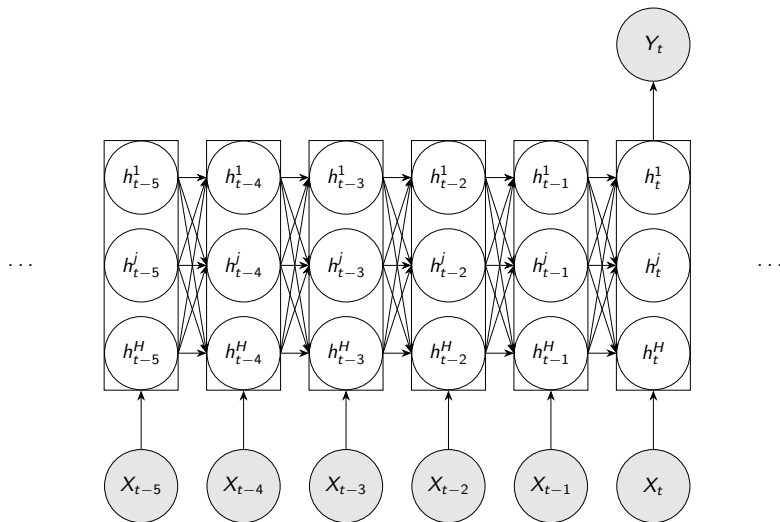 Y_t
h^1_{t−5} h^1_{t−4} h^1_{t−3} h^1_{t−2} h^1_{t−1} h^1_t
... h^j_{t−5} h^j_{t−4} h^j_{t−3} h^j_{t−2} h^j_{t−1} h^j_t ...
h^H_{t−5} h^H_{t−4} h^H_{t−3} h^H_{t−2} h^H_{t−1} h^H_t
X_{t−5} X_{t−4} X_{t−3} X_{t−2} X_{t−1} X_t